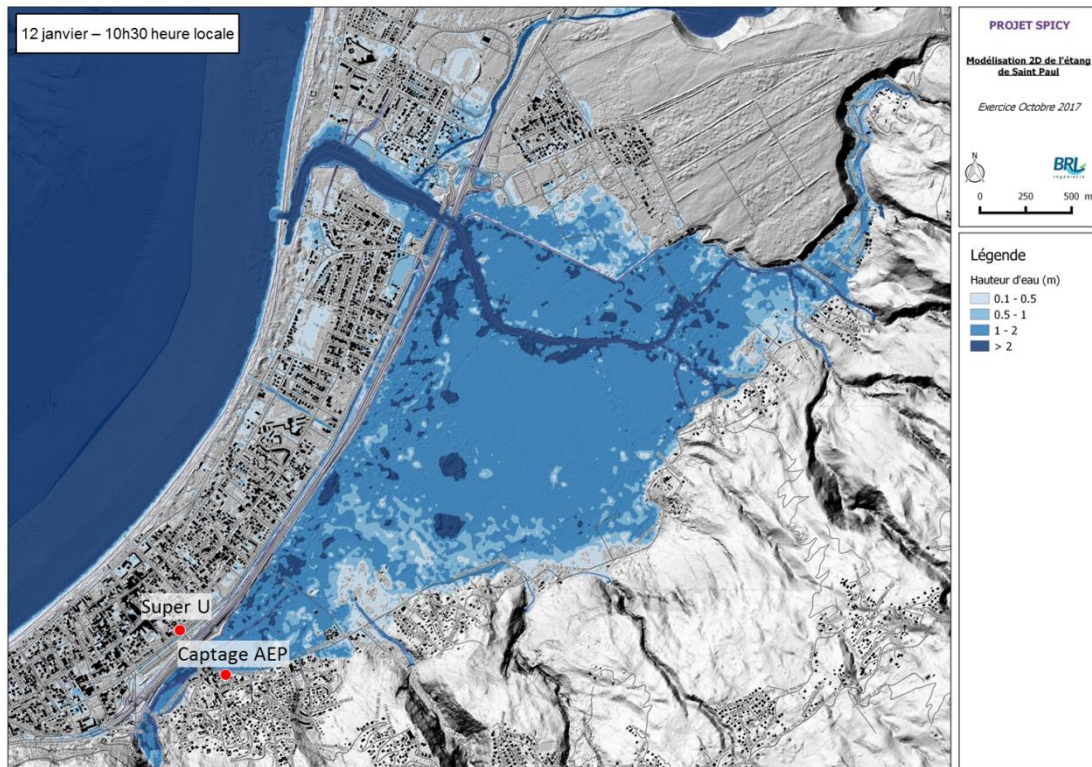 12 janvier – 10h30 heure locale
PROJET SPICY
Modélisation 2D de l'étang
de Saint Paul
Exercice Octobre 2017
N
BRL
Ingénierie
0 250 500 m
Légende
Hauteur d'eau (m)
0.1 - 0.5
0.5 - 1
1 - 2
> 2
Super U
Captage AEP